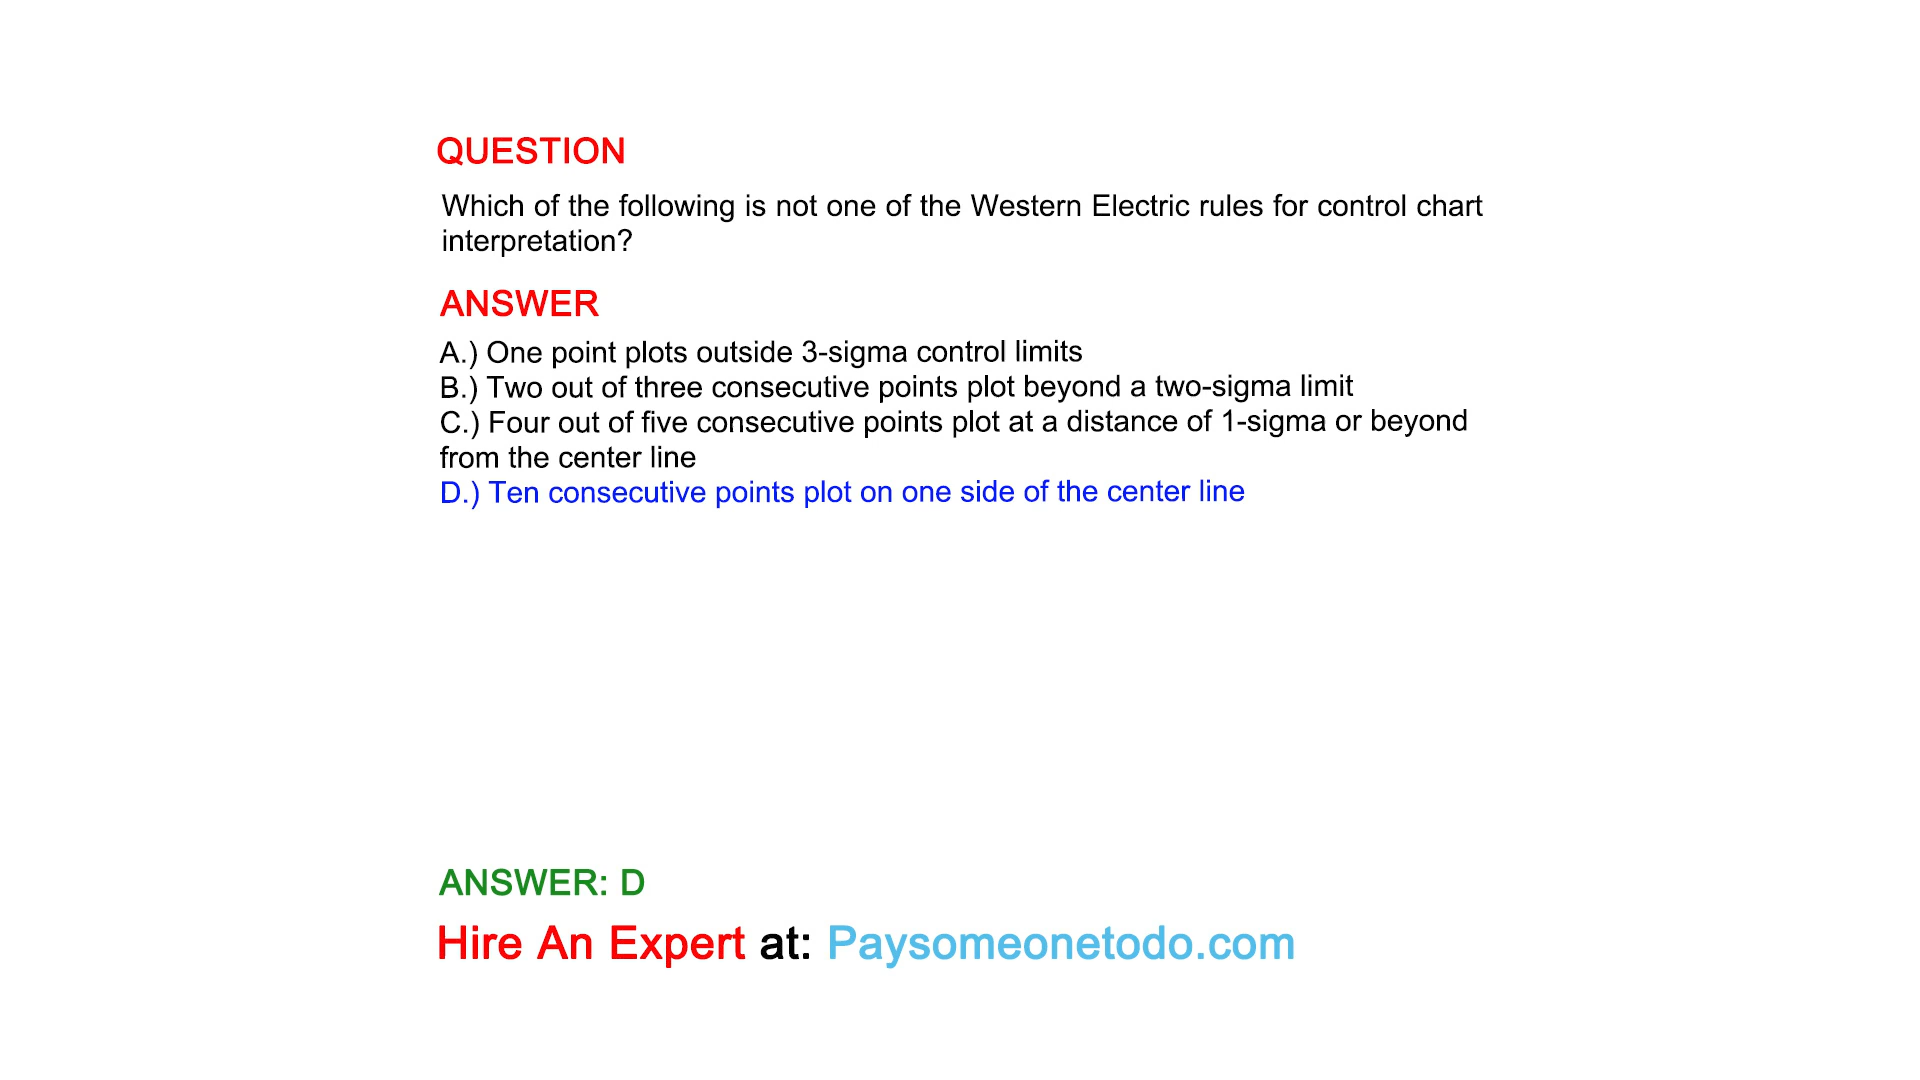 QUESTION
Which of the following is not one of the Western Electric rules for control chart
interpretation?
ANSWER
A.) One point plots outside 3-sigma control limits
B.) Two out of three consecutive points plot beyond a two-sigma limit
C.) Four out of five consecutive points plot at a distance of 1-sigma or beyond
from the center line
D.) Ten consecutive points plot on one side of the center line
ANSWER: D
Hire An Expert at: Paysomeonetodo.com